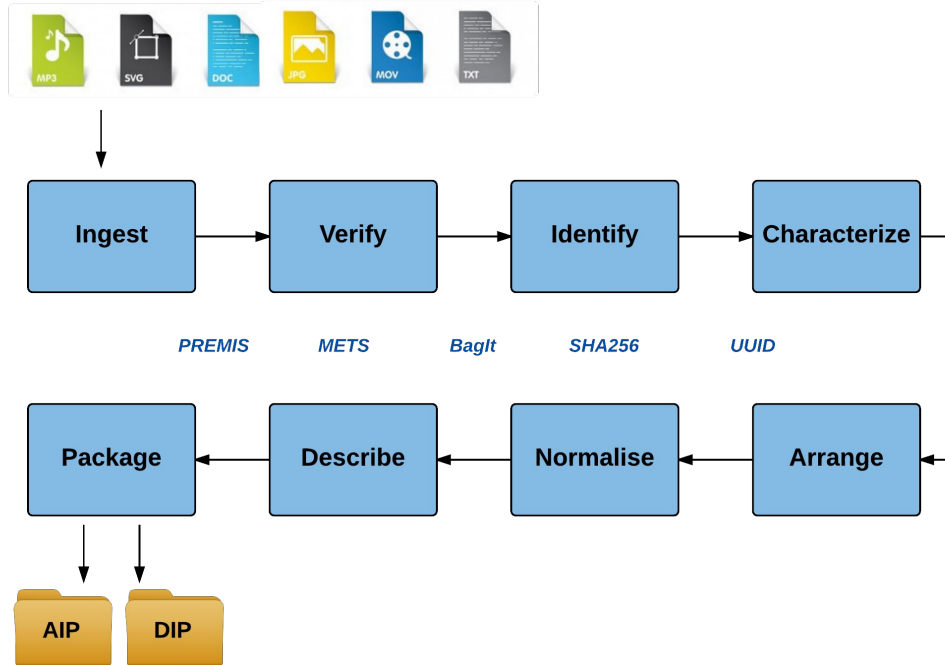 MP3 SVG DOC JPG MOV TXT
Ingest Verify Identify Characterize
PREMIS METS BagIt SHA256 UUID
Package Describe Normalise Arrange
AIP DIP